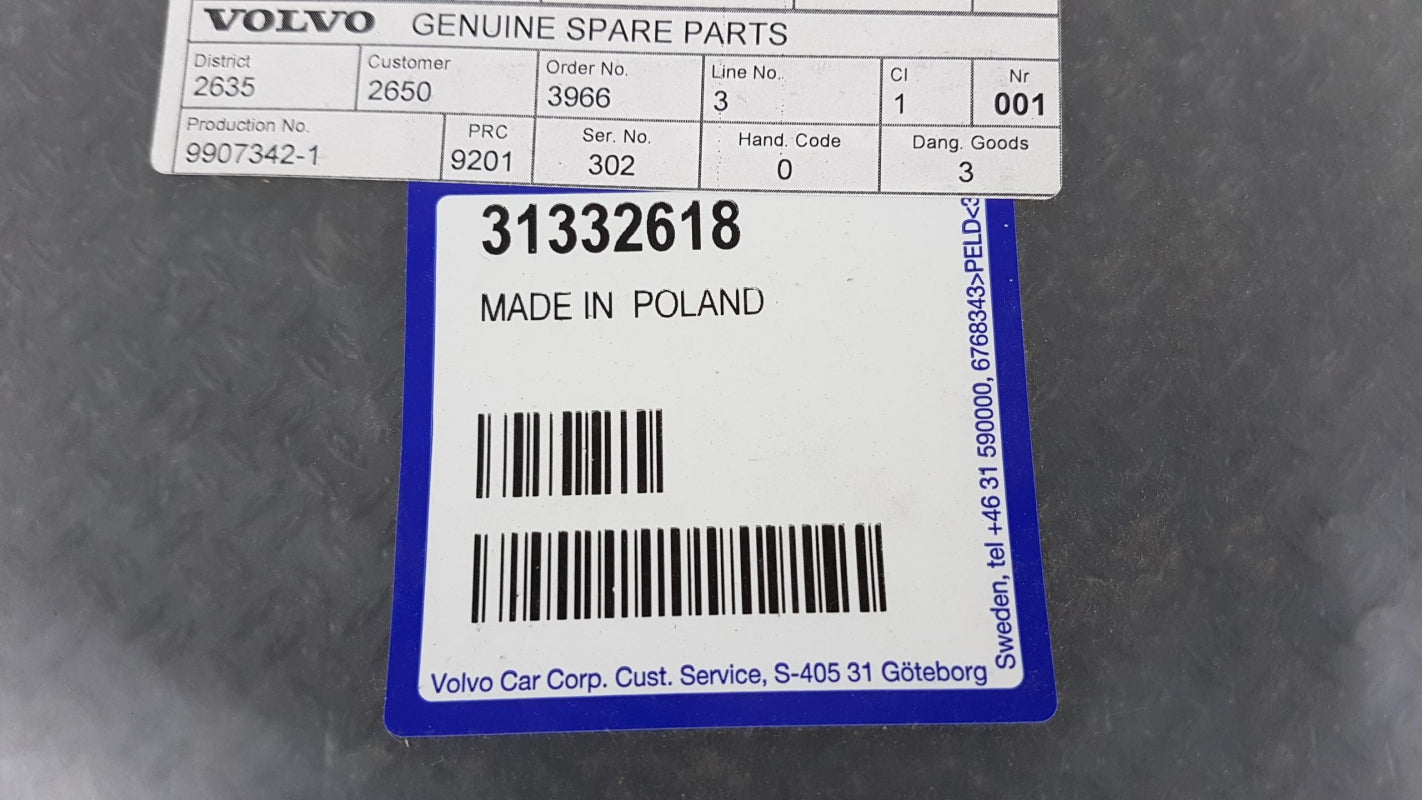 VOLVO GENUINE SPARE PARTS
District Customer Order No. Line No. CI Nr
2635 2650 3966 3 1 001
Production No. PRC Ser. No. Hand. Code Dang. Goods
9907342-1 9201 302 0 3
31332618
MADE IN POLAND
Volvo Car Corp. Cust. Service, S-405 31 Göteborg
Sweden, tel +46 31 590000, 6768343>PELD<3